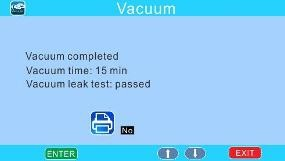 Vacuum
Vacuum completed
Vacuum time: 15 min
Vacuum leak test: passed
No
ENTER
EXIT